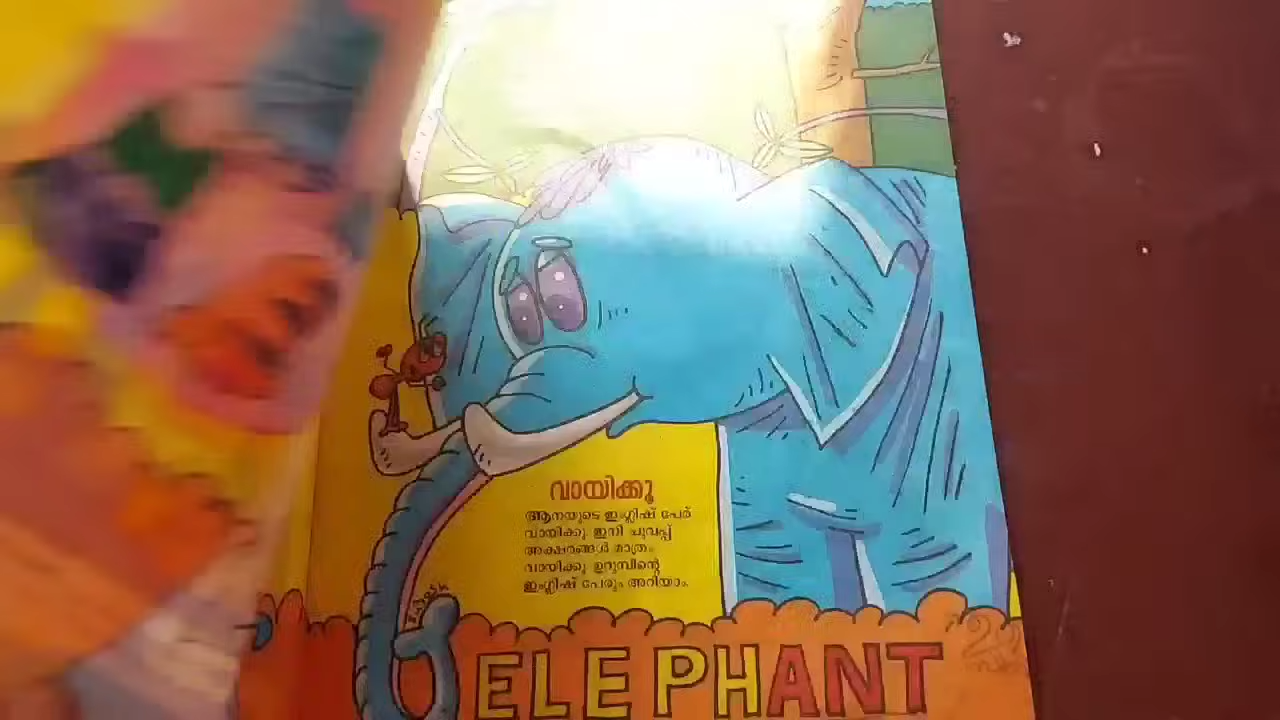 വായിക്കൂ
ആനയുടെ ഇംഗ്ലിഷ് പേര്
വായിക്കൂ. ഇനി ചുവപ്പ്
അക്ഷരങ്ങൾ മാത്രം
വായിക്കൂ. ഉറുമ്പിന്റെ
ഇംഗ്ലിഷ് പേരും അറിയാം.
ELEPHANT